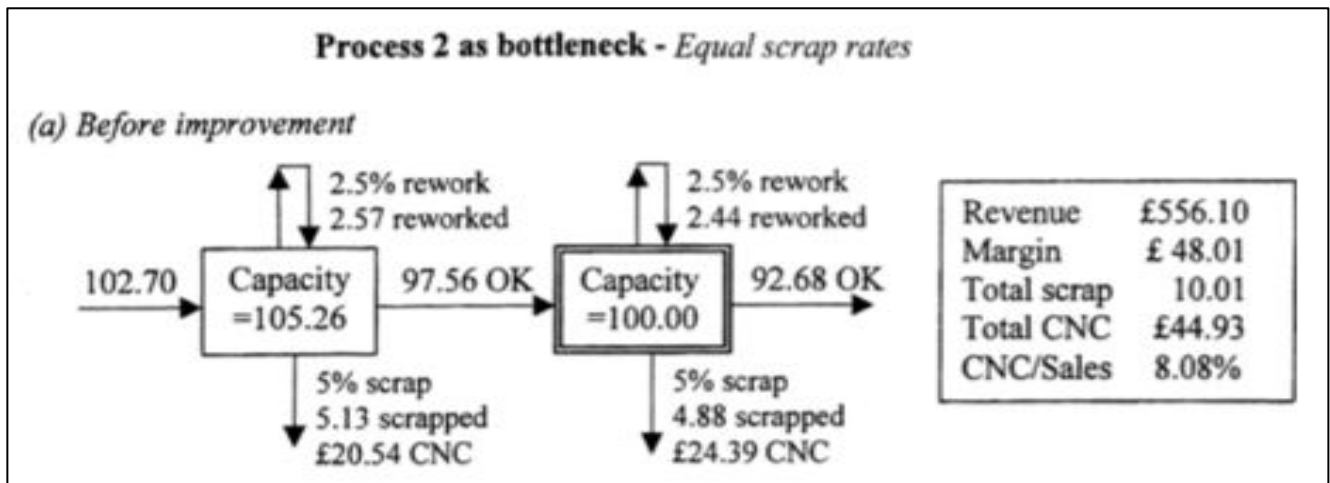 Process 2 as bottleneck - Equal scrap rates
(a) Before improvement
2.5% rework
2.57 reworked
2.5% rework
2.44 reworked
102.70
Capacity
=105.26
97.56 OK
Capacity
=100.00
92.68 OK
5% scrap
5.13 scrapped
£20.54 CNC
5% scrap
4.88 scrapped
£24.39 CNC
Revenue £556.10
Margin £ 48.01
Total scrap 10.01
Total CNC £44.93
CNC/Sales 8.08%